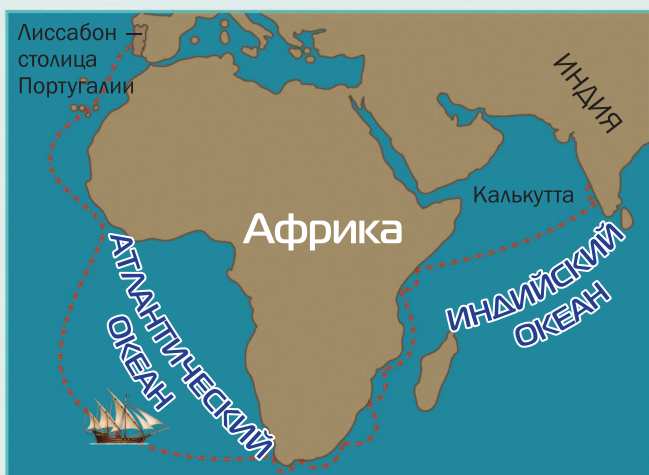 Лиссабон –
столица
Португалии
ИНДИЯ
Калькутта
Африка
АТЛАНТИЧЕСКИЙ
ОКЕАН
ИНДИЙСКИЙ
ОКЕАН